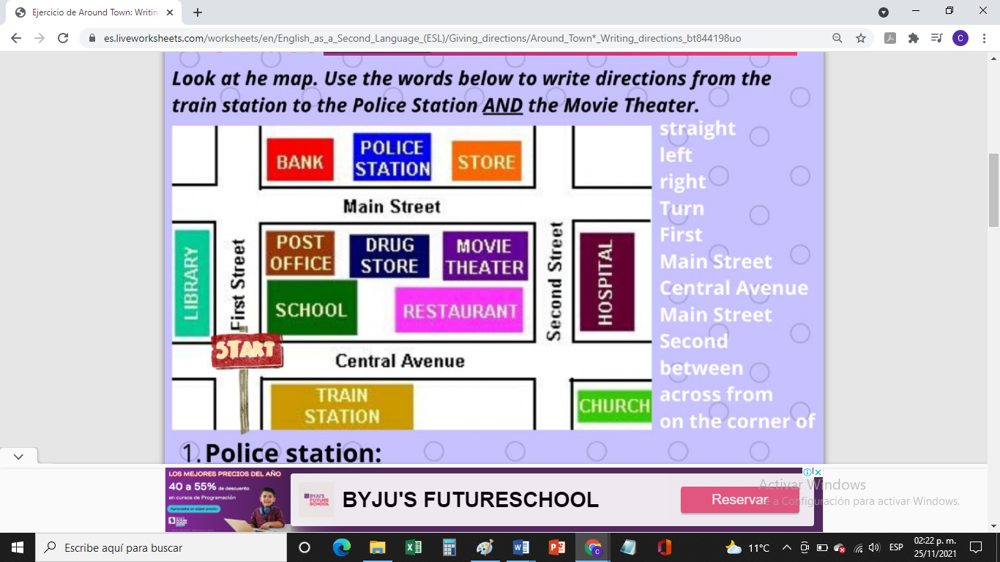 Ejercicio de Around Town: Writin
es.liveworksheets.com/worksheets/en/English_as_a_Second_Language_(ESL)/Giving_directions/Around_Town*_Writing_directions_bt844198uo
C
Look at he map. Use the words below to write directions from the
train station to the Police Station AND the Movie Theater.
BANK
POLICE
STATION
STORE
Main Street
LIBRARY
First Street
POST
OFFICE
DRUG
STORE
MOVIE
THEATER
SCHOOL
RESTAURANT
Second Street
HOSPITAL
START
Central Avenue
TRAIN
STATION
CHURCH
straight
left
right
Turn
First
Main Street
Central Avenue
Main Street
Second
between
across from
on the corner of
1. Police station:
LOS MEJORES PRECIOS DEL AÑO
40 a 55% de descuento
en cursos de Programación
Aprovecha un súper precio
BYJU'S
FUTURE
SCHOOL
BYJU'S FUTURESCHOOL
Reservar
Activar Windows
Ve a Configuración para activar Windows.
Escribe aquí para buscar
11°C
ESP
02:22 p. m.
25/11/2021